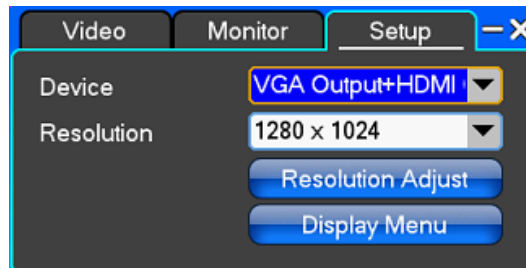 Video Monitor Setup
Device VGA Output+HDMI
Resolution 1280 x 1024
Resolution Adjust
Display Menu